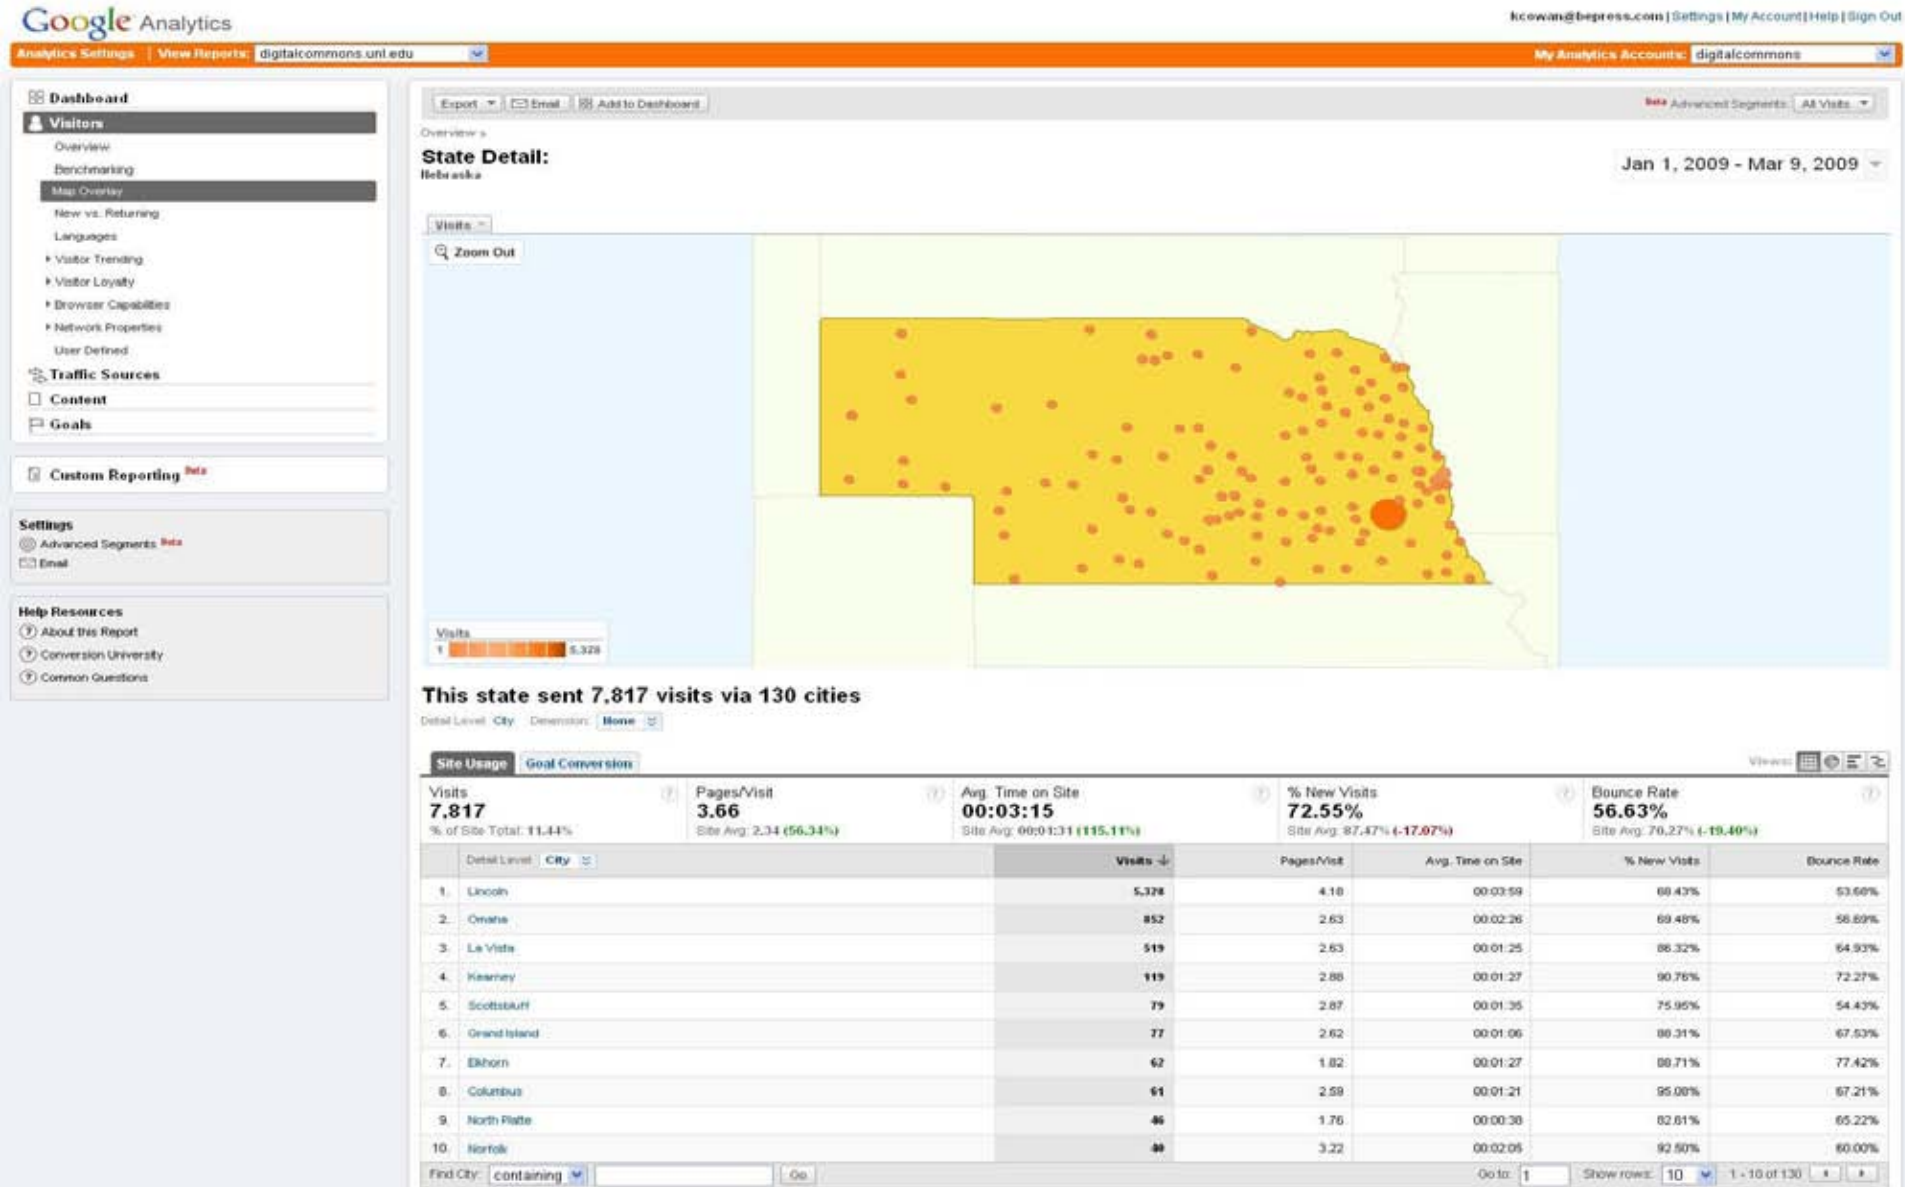 Google Analytics
kcowan@bepress.com | Settings | My Account | Help | Sign Out
Analytics Settings | View Reports: digitalcommons.unl.edu
My Analytics Accounts: digitalcommons
Dashboard
Visitors
Overview
Benchmarking
Map Overlay
New vs. Returning
Languages
Visitor Trending
Visitor Loyalty
Browser Capabilities
Network Properties
User Defined
Traffic Sources
Content
Goals
Custom Reporting Beta
Settings
Advanced Segments Beta
Email
Help Resources
About this Report
Conversion University
Common Questions
Export Email Add to Dashboard
Beta Advanced Segments: All Visits
Overview »
State Detail:
Nebraska
Jan 1, 2009 - Mar 9, 2009
Visits
Zoom Out
Visits
1 5,328
This state sent 7,817 visits via 130 cities
Detail Level: City Dimension: None
Site Usage Goal Conversion
Views:
Visits
7,817
% of Site Total: 11.44%
Pages/Visit
3.66
Site Avg: 2.34 (56.34%)
Avg. Time on Site
00:03:15
Site Avg: 00:01:31 (115.11%)
% New Visits
72.55%
Site Avg: 87.47% (-17.07%)
Bounce Rate
56.63%
Site Avg: 70.27% (-19.40%)
Detail Level: City Visits Pages/Visit Avg. Time on Site % New Visits Bounce Rate
1. Lincoln 5,328 00:03:59
2. Omaha 852 2.63 00:02:26 69.48%
3. La Vista 519 2.63 00:01:25 86.32% 64.93%
4. Kearney 119 00:01:27 90.76% 72.27%
5. Scottsbluff 79 2.87 00:01:35 75.95% 54.43%
6. Grand Island 77 2.62 00:01:06 88.31% 67.53%
7. Elkhorn 62 1.82 00:01:27 88.71% 77.42%
8. Columbus 61 2.59 00:01:21 95.08% 67.21%
9. North Platte 46 1.76 82.61% 65.22%
10. Norfolk 40 3.22 00:02:05 92.50% 60.00%
Find City: containing Go
Go to: 1 Show rows: 10 1 - 10 of 130